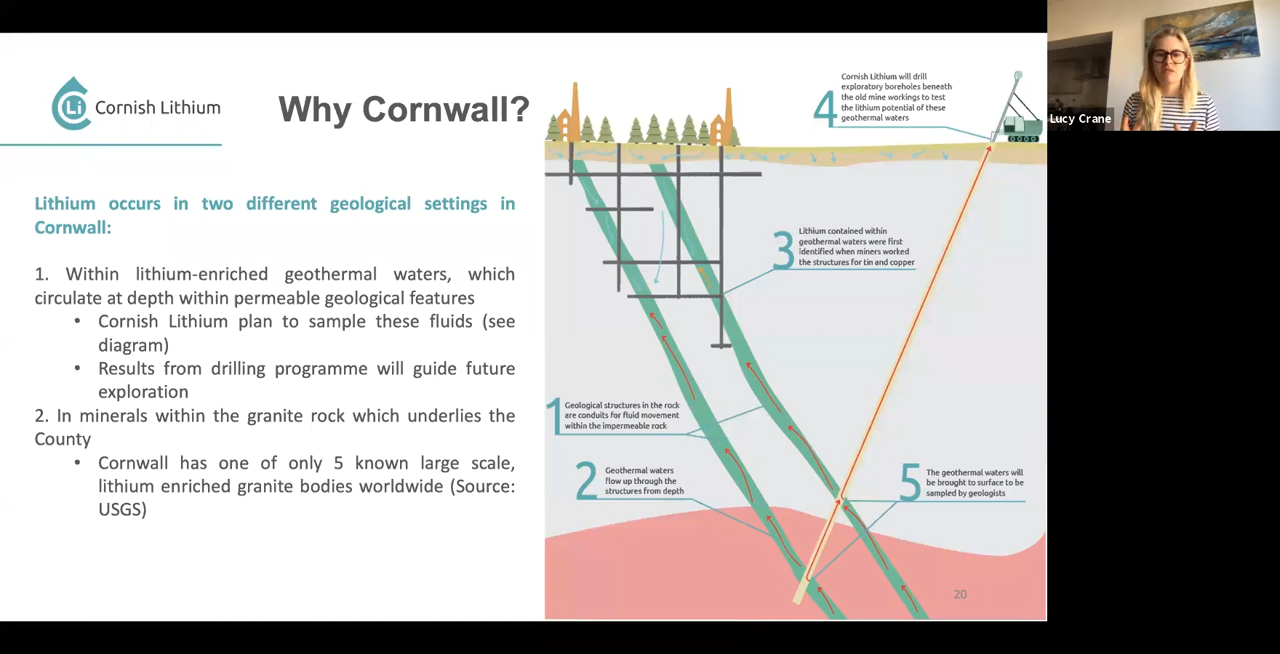 Li
Cornish Lithium
Why Cornwall?
Lithium occurs in two different geological settings in
Cornwall:
1. Within lithium-enriched geothermal waters, which
circulate at depth within permeable geological features
• Cornish Lithium plan to sample these fluids (see
diagram)
• Results from drilling programme will guide future
exploration
2. In minerals within the granite rock which underlies the
County
• Cornwall has one of only 5 known large scale,
lithium enriched granite bodies worldwide (Source:
USGS)
4
Cornish Lithium will drill
exploratory boreholes beneath
the old mine workings to test
the lithium potential of these
geothermal waters
3
Lithium contained within
geothermal waters were first
identified when miners worked
the structures for tin and copper
1
Geological structures in the rock
are conduits for fluid movement
within the impermeable rock
2
Geothermal waters
flow up through the
structures from depth
5
The geothermal waters will
be brought to surface to be
sampled by geologists
20
Lucy Crane